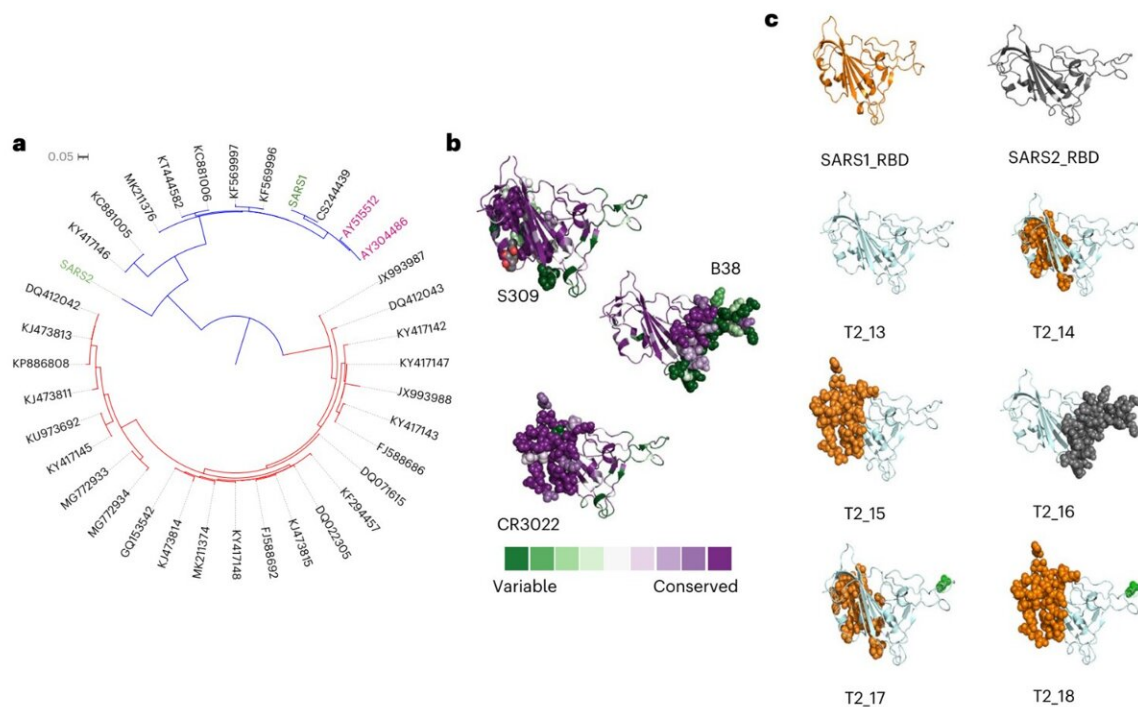 a
0.05
KY417146
KC881005
MK211376
KT444582
KC881006
KF569997
KF569996
SARS1
CS244439
AY515512
AY304486
SARS2
DQ412042
KJ473813
KP886808
KJ473811
KU973692
KY417145
MG772933
MG772934
GQ153542
KJ473814
MK211374
KY417148
FJ588692
KJ473815
DQ022305
KF294457
DQ071615
FJ588686
KY417143
JX993988
KY417147
KY417142
DQ412043
JX993987
b
S309
B38
CR3022
Variable Conserved
c
SARS1_RBD SARS2_RBD
T2_13 T2_14
T2_15 T2_16
T2_17 T2_18